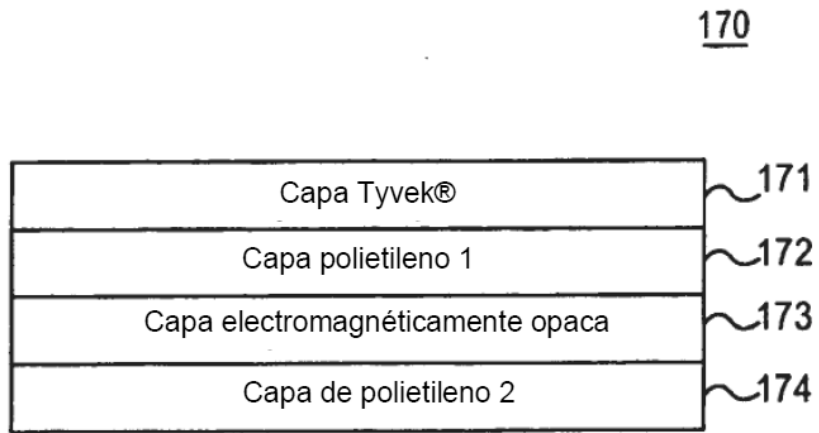 170
Capa Tyvek®
171
Capa polietileno 1
172
Capa electromagnéticamente opaca
173
Capa de polietileno 2
174